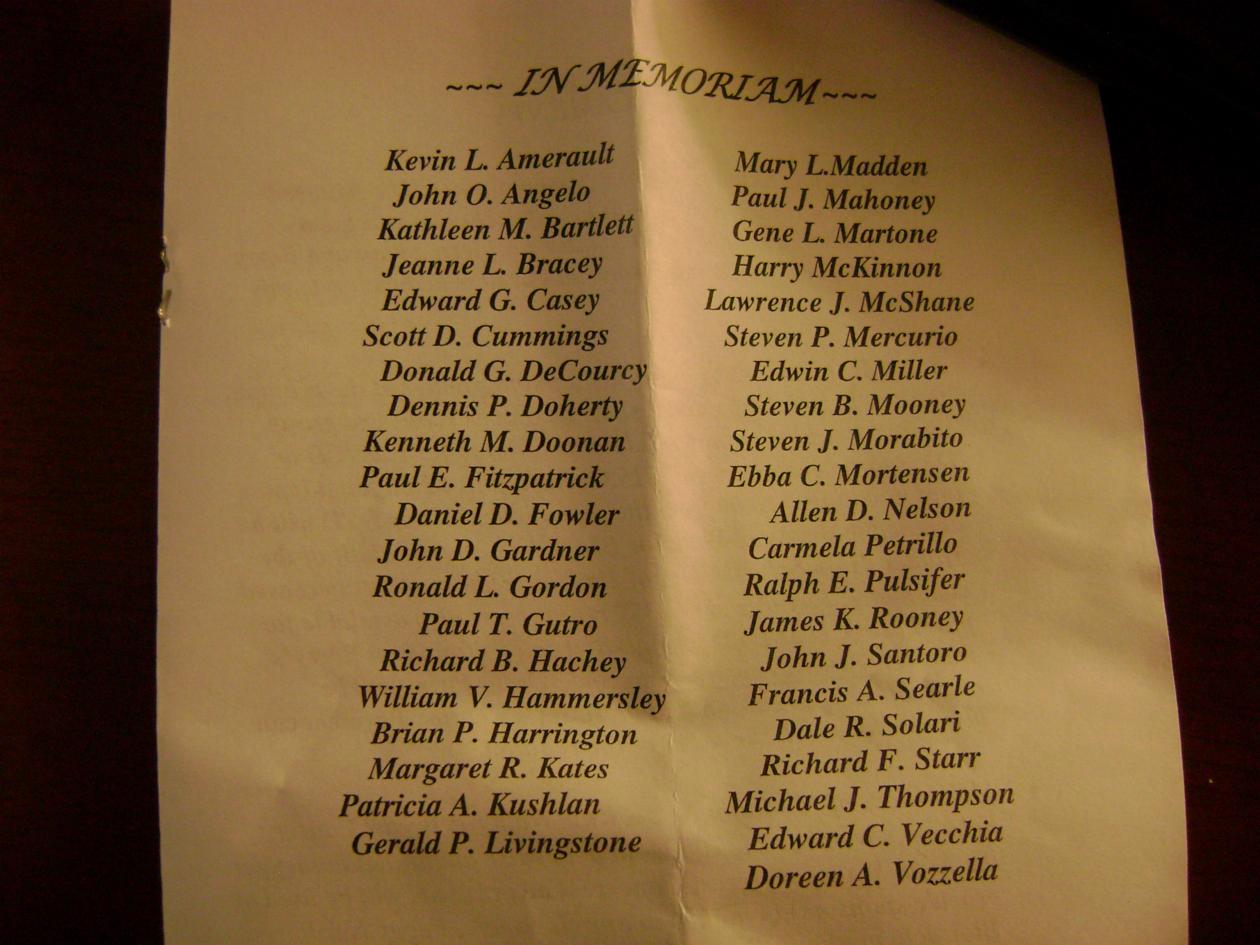 ~~~ IN MEMORIAM~~~
Kevin L. Amerault
John O. Angelo
Kathleen M. Bartlett
Jeanne L. Bracey
Edward G. Casey
Scott D. Cummings
Donald G. DeCourcy
Dennis P. Doherty
Kenneth M. Doonan
Paul E. Fitzpatrick
Daniel D. Fowler
John D. Gardner
Ronald L. Gordon
Paul T. Gutro
Richard B. Hachey
William V. Hammersley
Brian P. Harrington
Margaret R. Kates
Patricia A. Kushlan
Gerald P. Livingstone
Mary L.Madden
Paul J. Mahoney
Gene L. Martone
Harry McKinnon
Lawrence J. McShane
Steven P. Mercurio
Edwin C. Miller
Steven B. Mooney
Steven J. Morabito
Ebba C. Mortensen
Allen D. Nelson
Carmela Petrillo
Ralph E. Pulsifer
James K. Rooney
John J. Santoro
Francis A. Searle
Dale R. Solari
Richard F. Starr
Michael J. Thompson
Edward C. Vecchia
Doreen A. Vozzella